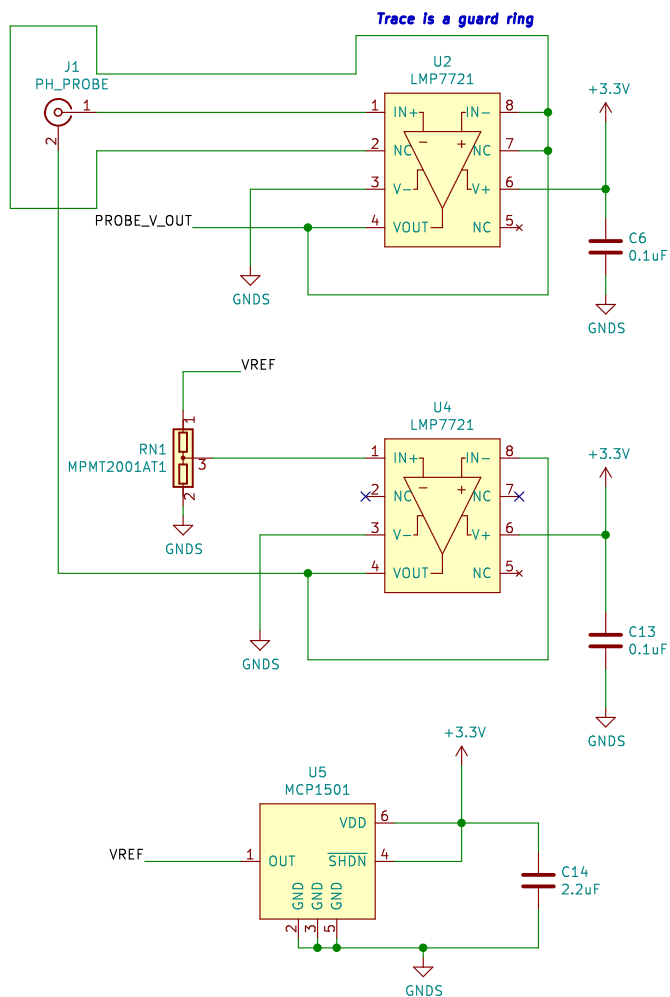 Trace is a guard ring
J1
PH_PROBE
1
2
U2
LMP7721
1 IN+ IN- 8
2 NC NC 7
3 V- V+ 6
4 VOUT NC 5
− +
+3.3V
C6
0.1uF
GNDS
PROBE_V_OUT
GNDS
VREF
RN1
MPMT2001AT1
1
3
2
GNDS
U4
LMP7721
1 IN+ IN- 8
2 NC NC 7
3 V- V+ 6
4 VOUT NC 5
− +
+3.3V
C13
0.1uF
GNDS
GNDS
+3.3V
U5
MCP1501
VDD 6
VREF 1 OUT SHDN 4
GND GND GND
2 3 5
C14
2.2uF
GNDS